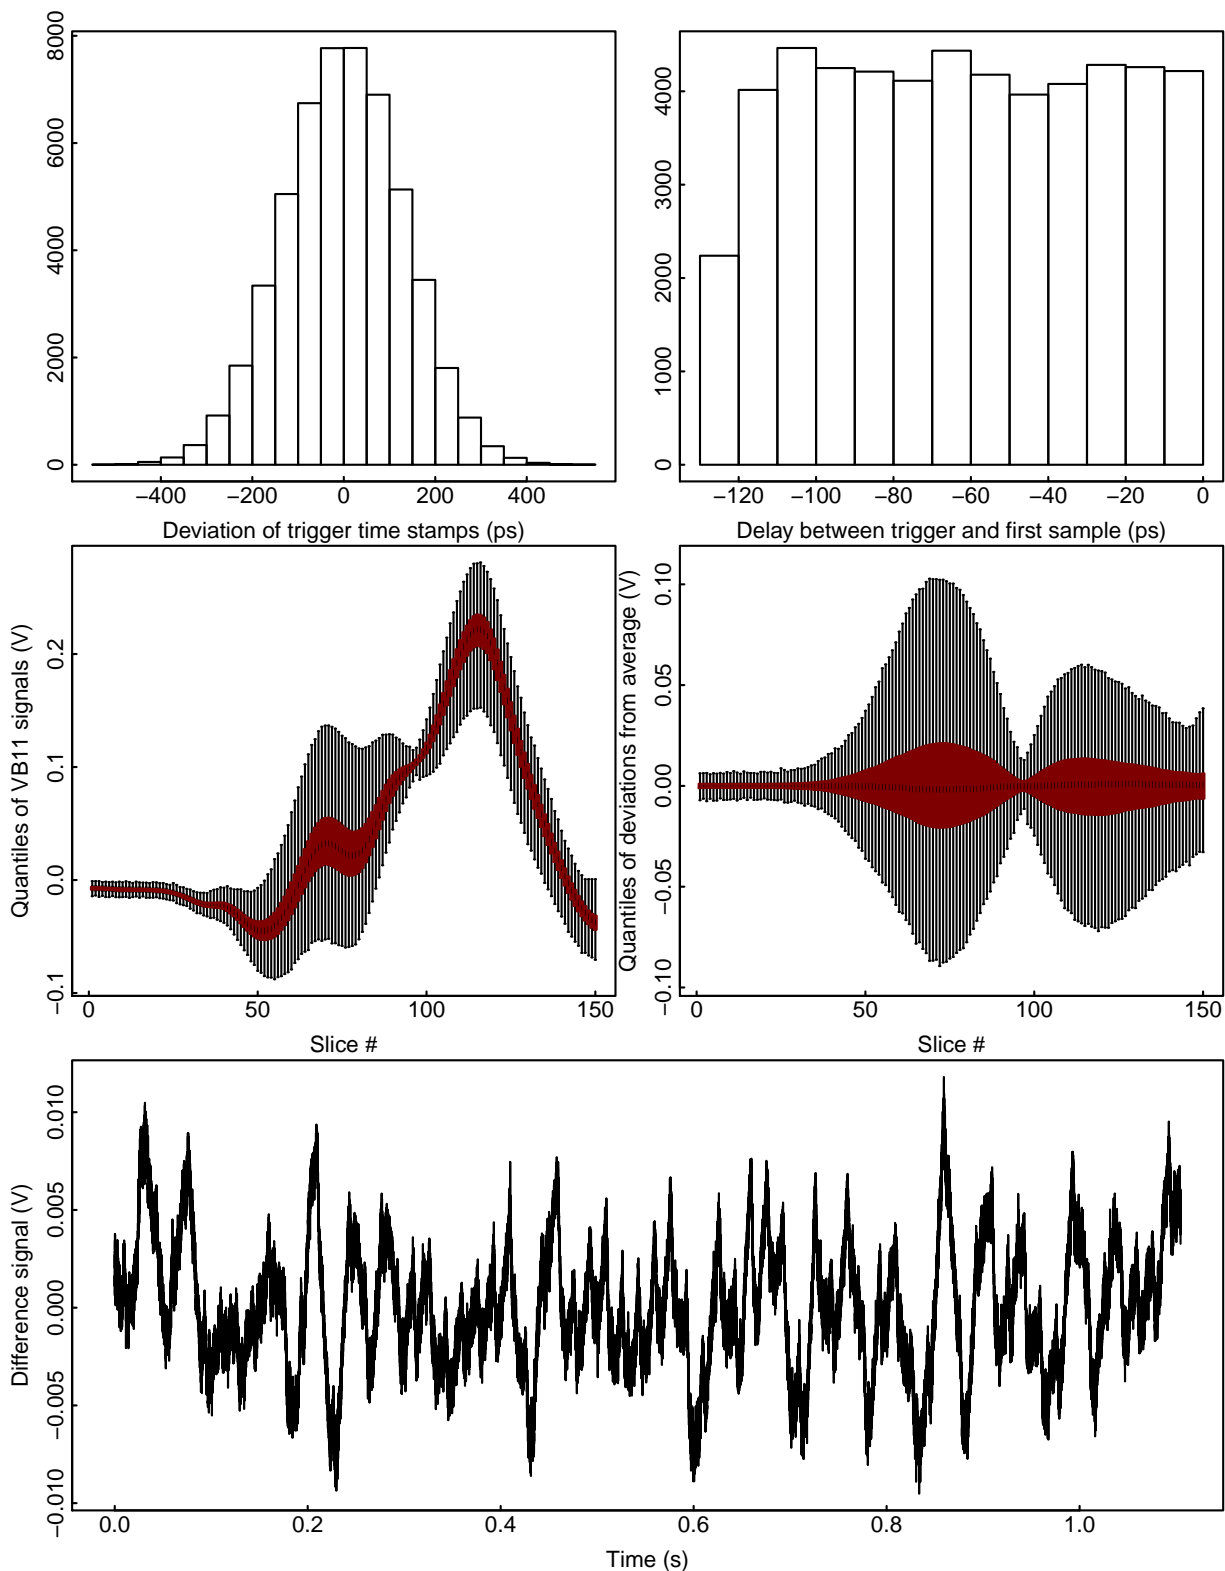 0 2000 4000 6000 8000
−400 −200 0 200 400
Deviation of trigger time stamps (ps)
0 1000 2000 3000 4000
−120 −100 −80 −60 −40 −20 0
Delay between trigger and first sample (ps)
Quantiles of VB11 signals (V)
−0.1 0.0 0.1 0.2
0 50 100 150
Slice #
Quantiles of deviations from average (V)
−0.10 −0.05 0.00 0.05 0.10
0 50 100 150
Slice #
Difference signal (V)
−0.010 −0.005 0.000 0.005 0.010
0.0 0.2 0.4 0.6 0.8 1.0
Time (s)